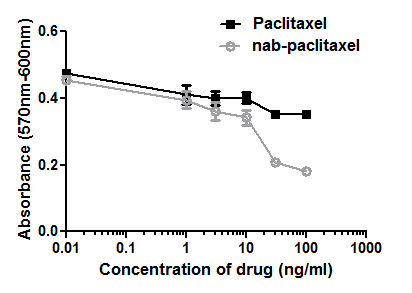 Paclitaxel
nab-paclitaxel
Absorbance (570nm-600nm)
0.6
0.4
0.2
0.0
0.01 0.1 1 10 100 1000
Concentration of drug (ng/ml)